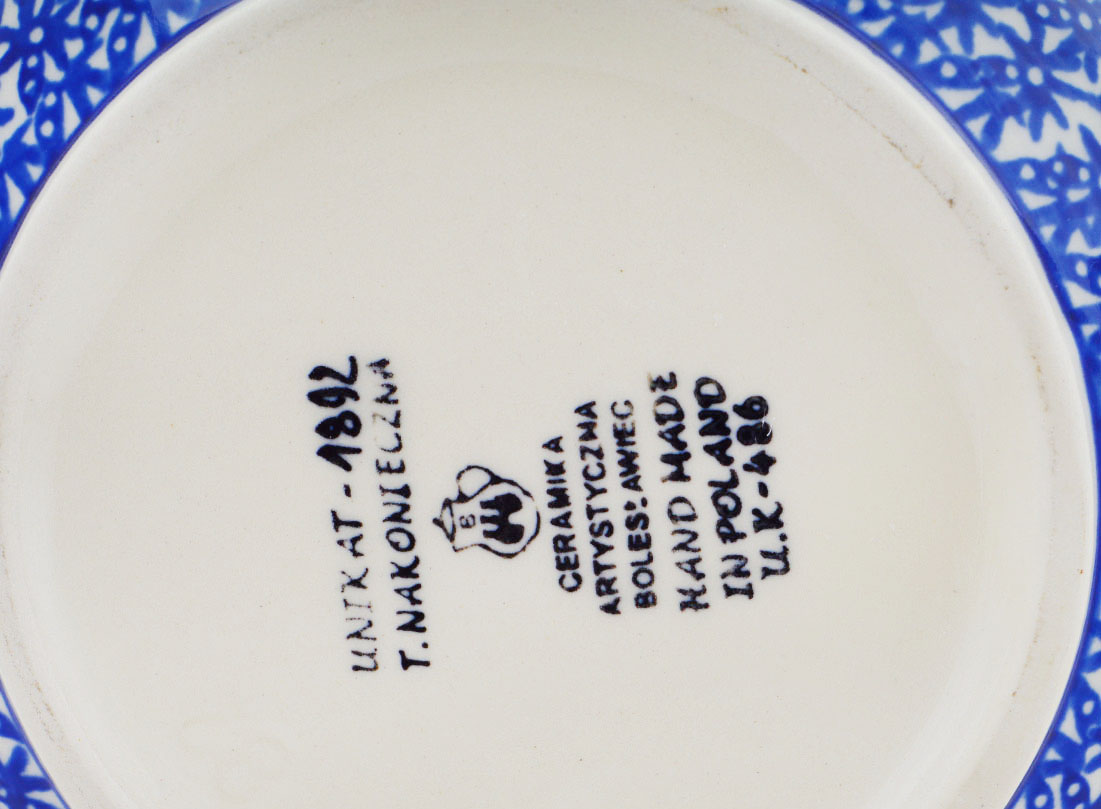 UNIKAT - 1892
T. NAKONIECZNA
B
CERAMIKA
ARTYSTYCZNA
BOLESŁAWIEC
HAND MADE
IN POLAND
U.K - 486